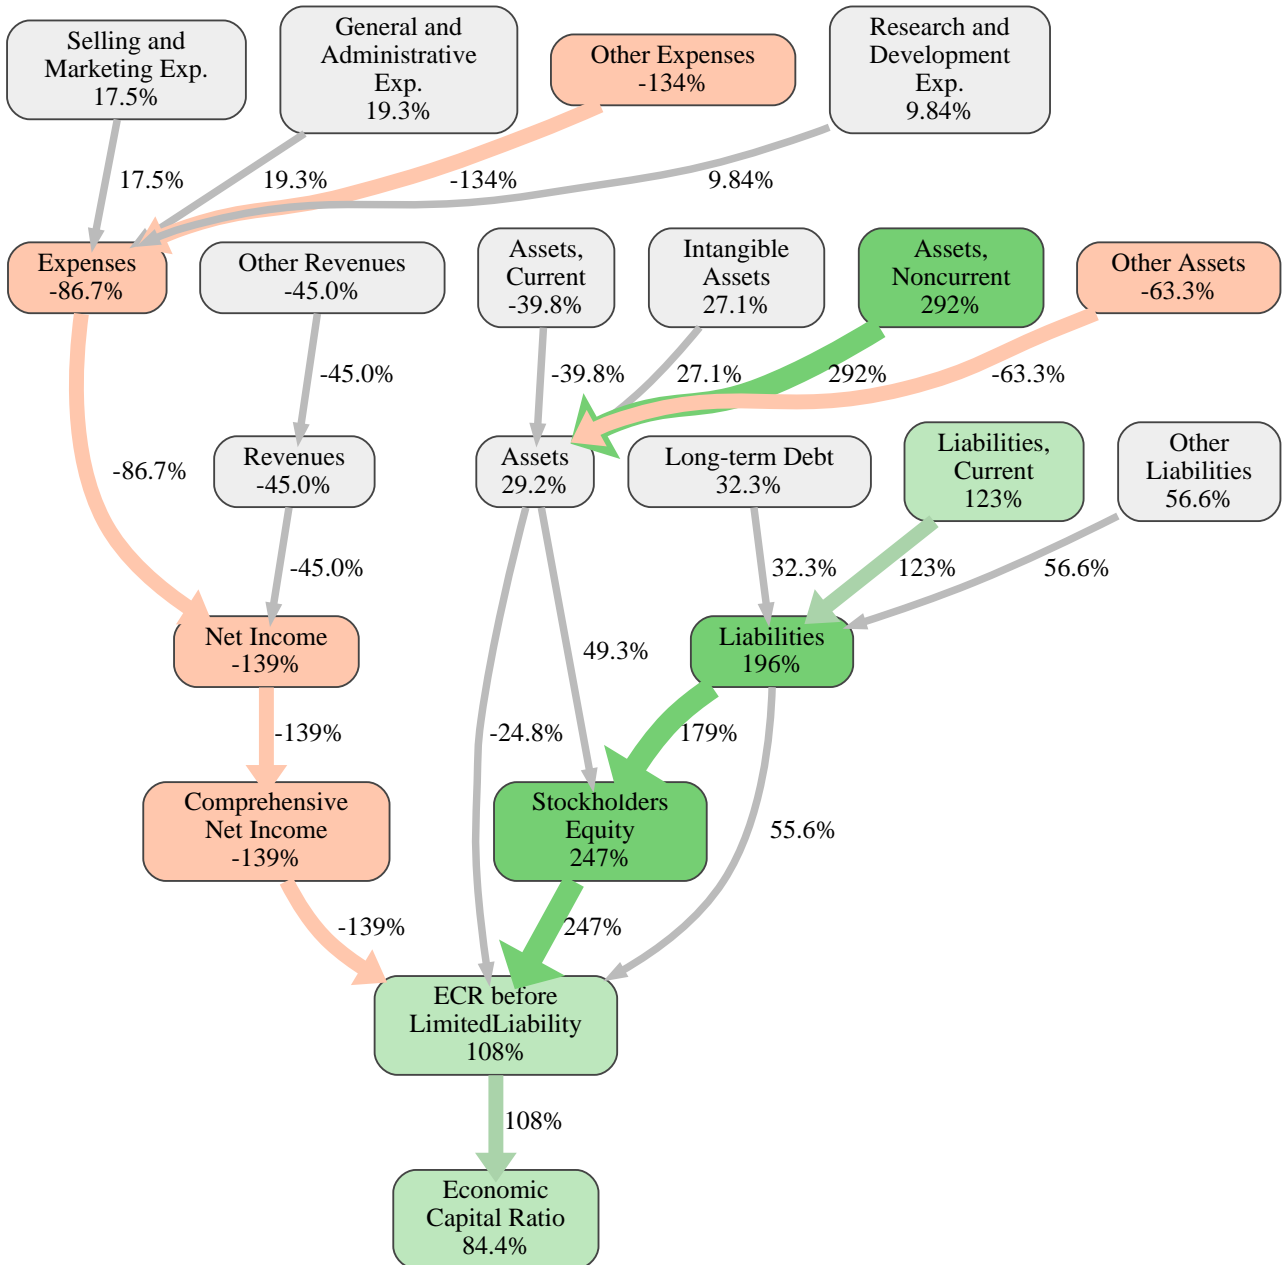 Selling and
Marketing Exp.
17.5%
General and
Administrative
Exp.
19.3%
Other Expenses
-134%
Research and
Development
Exp.
9.84%
17.5%
19.3%
-134%
9.84%
Expenses
-86.7%
Other Revenues
-45.0%
Assets,
Current
-39.8%
Intangible
Assets
27.1%
Assets,
Noncurrent
292%
Other Assets
-63.3%
-45.0%
-39.8%
27.1%
292%
-63.3%
-86.7%
Revenues
-45.0%
Assets
29.2%
Long-term Debt
32.3%
Liabilities,
Current
123%
Other
Liabilities
56.6%
-45.0%
32.3%
123%
56.6%
Net Income
-139%
49.3%
Liabilities
196%
-139%
-24.8%
179%
Comprehensive
Net Income
-139%
Stockholders
Equity
247%
55.6%
-139%
247%
ECR before
LimitedLiability
108%
108%
Economic
Capital Ratio
84.4%